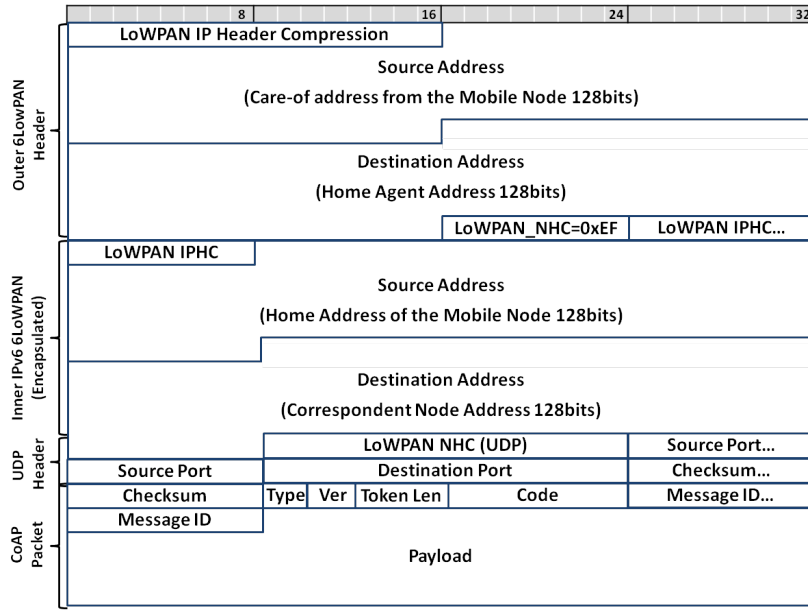 8 16 24 32
LoWPAN IP Header Compression
Source Address
(Care-of address from the Mobile Node 128bits)
Destination Address
(Home Agent Address 128bits)
LoWPAN_NHC=0xEF LoWPAN IPHC...
Outer 6LowPAN
Header
LoWPAN IPHC
Source Address
(Home Address of the Mobile Node 128bits)
Destination Address
(Correspondent Node Address 128bits)
Inner IPv6 6LoWPAN
(Encapsulated)
LoWPAN NHC (UDP) Source Port...
Source Port Destination Port Checksum...
UDP
Header
Checksum Type Ver Token Len Code Message ID...
Message ID
Payload
CoAP
Packet